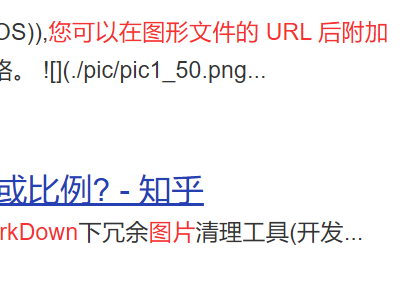 OS)),您可以在图形文件的 URL 后附加
格。 ![](./pic/pic1_50.png...
或比例? - 知乎
rkDown下冗余图片清理工具(开发...